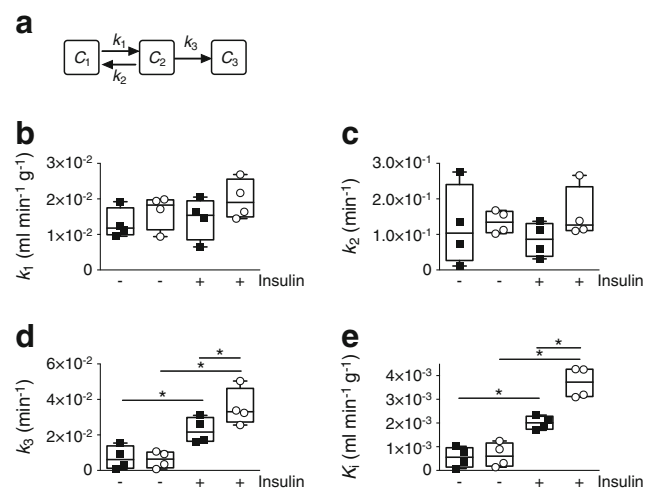 a
C₁ k₁ k₂ C₂ k₃ C₃
b
k₁ (ml min⁻¹ g⁻¹)
3×10⁻²
2×10⁻²
1×10⁻²
0
- - + + Insulin
c
k₂ (min⁻¹)
3.0×10⁻¹
2.0×10⁻¹
1.0×10⁻¹
0
- - + + Insulin
d
k₃ (min⁻¹)
6×10⁻²
4×10⁻²
2×10⁻²
0
* * *
- - + + Insulin
e
Kᵢ (ml min⁻¹ g⁻¹)
4×10⁻³
3×10⁻³
2×10⁻³
1×10⁻³
0
* * *
- - + + Insulin